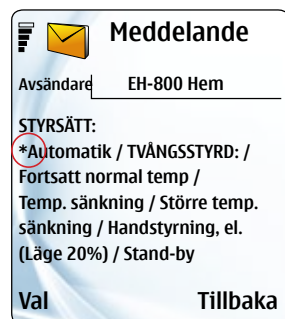 Meddelande
Avsändare EH-800 Hem
STYRSÄTT:
*Automatik / TVÅNGSSTYRD: /
Fortsatt normal temp /
Temp. sänkning / Större temp.
sänkning / Handstyrning, el.
(Läge 20%) / Stand-by
Val Tillbaka